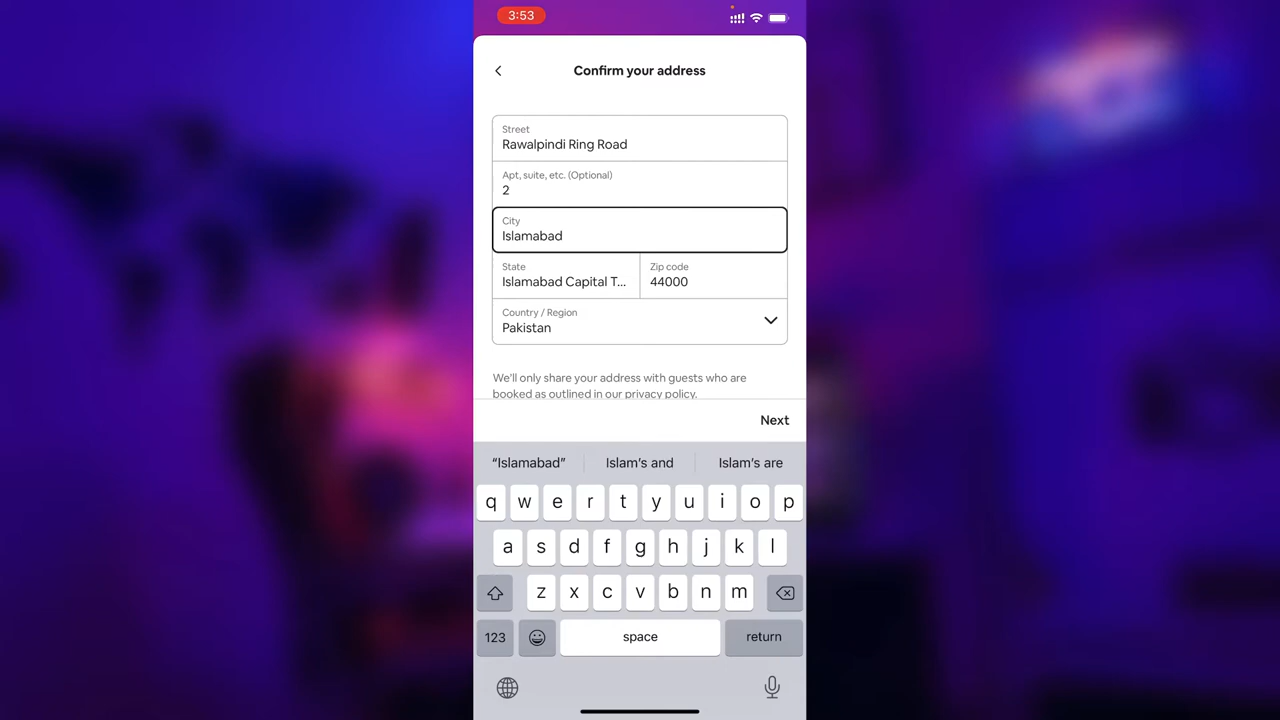 3:53
Confirm your address
Street
Rawalpindi Ring Road
Apt, suite, etc. (Optional)
2
City
Islamabad
State
Zip code
Islamabad Capital T...
44000
Country / Region
Pakistan
We'll only share your address with guests who are
booked as outlined in our privacy policy.
Next
“Islamabad”
Islam's and
Islam's are
q w e r t y u i o p
a s d f g h j k l
z x c v b n m
123
space
return